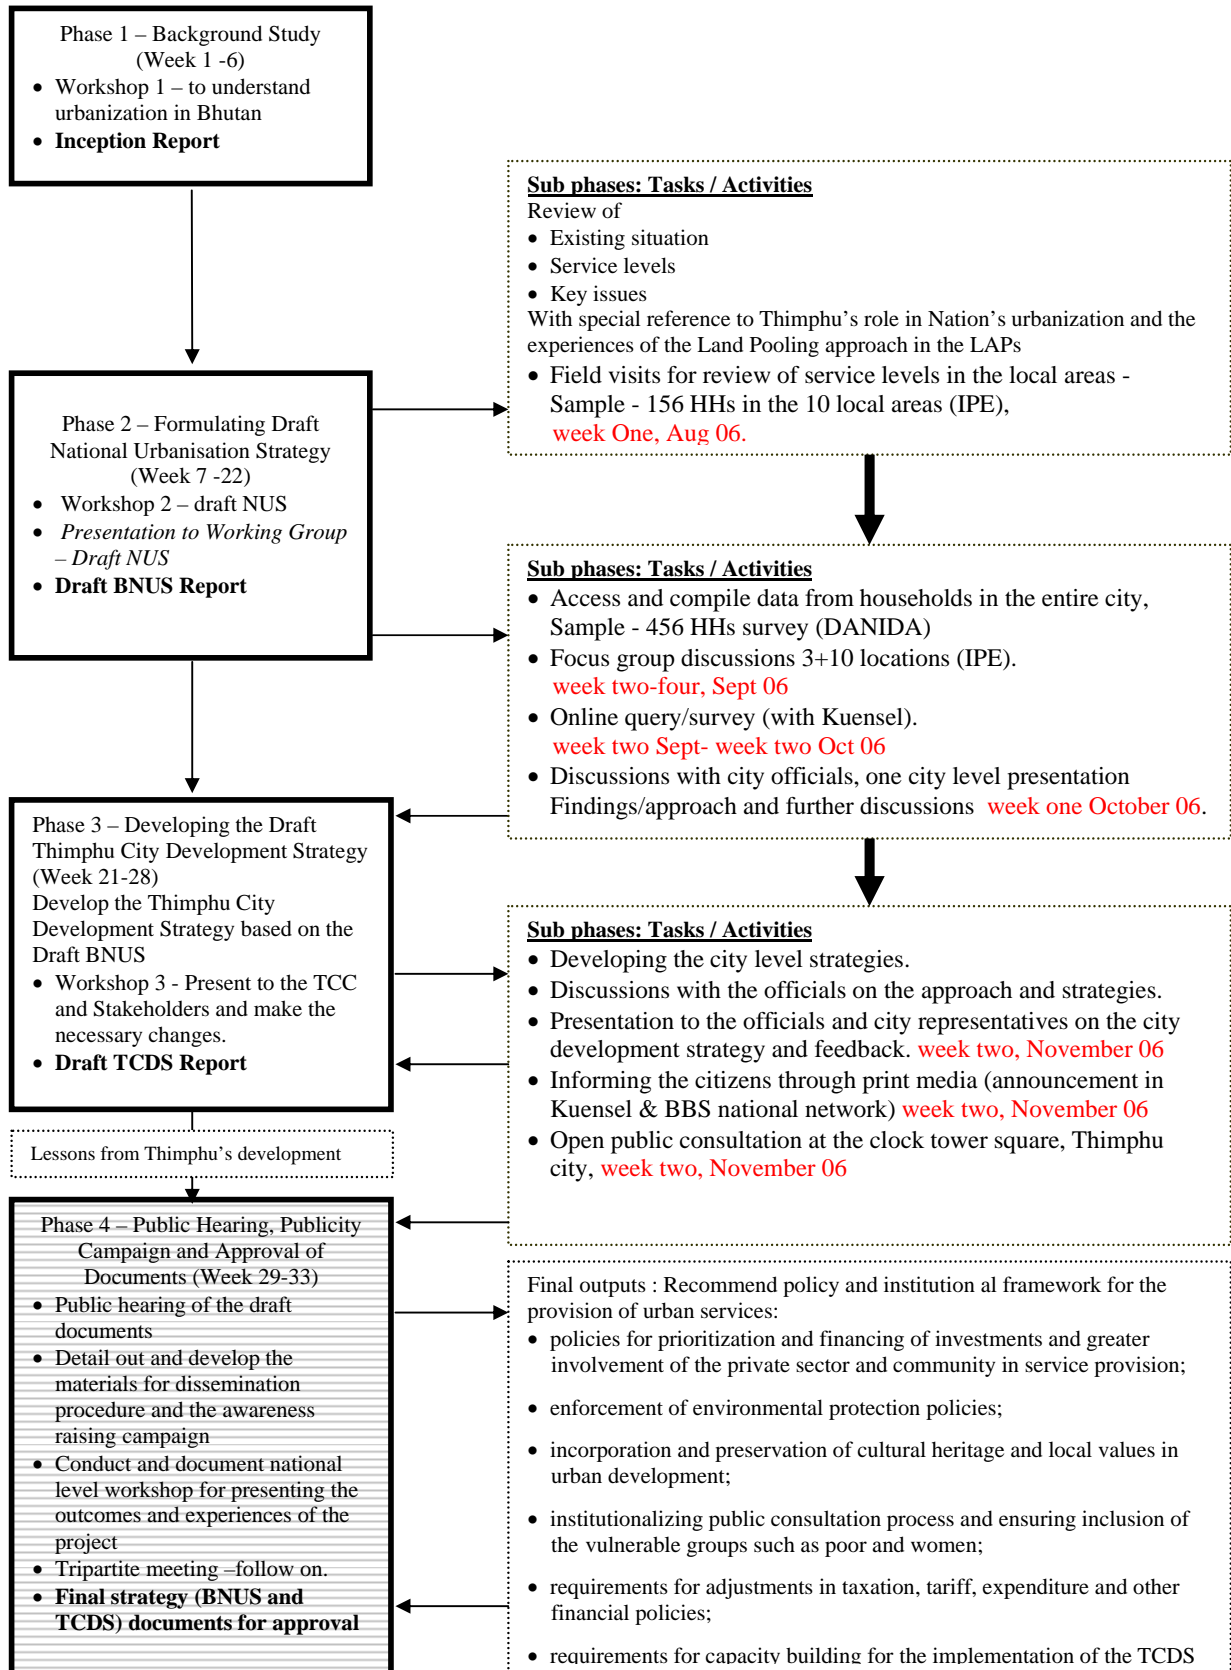 Phase 1 – Background Study
(Week 1 -6)
• Workshop 1 – to understand
urbanization in Bhutan
• Inception Report
Sub phases: Tasks / Activities
Review of
• Existing situation
• Service levels
• Key issues
With special reference to Thimphu's role in Nation's urbanization and the
experiences of the Land Pooling approach in the LAPs
• Field visits for review of service levels in the local areas -
Sample - 156 HHs in the 10 local areas (IPE),
week One, Aug 06.
Phase 2 – Formulating Draft
National Urbanisation Strategy
(Week 7 -22)
• Workshop 2 – draft NUS
• Presentation to Working Group
– Draft NUS
• Draft BNUS Report
Sub phases: Tasks / Activities
• Access and compile data from households in the entire city,
Sample - 456 HHs survey (DANIDA)
• Focus group discussions 3+10 locations (IPE).
week two-four, Sept 06
• Online query/survey (with Kuensel).
week two Sept- week two Oct 06
• Discussions with city officials, one city level presentation
Findings/approach and further discussions week one October 06.
Phase 3 – Developing the Draft
Thimphu City Development Strategy
(Week 21-28)
Develop the Thimphu City
Development Strategy based on the
Draft BNUS
• Workshop 3 - Present to the TCC
and Stakeholders and make the
necessary changes.
• Draft TCDS Report
Sub phases: Tasks / Activities
• Developing the city level strategies.
• Discussions with the officials on the approach and strategies.
• Presentation to the officials and city representatives on the city
development strategy and feedback. week two, November 06
• Informing the citizens through print media (announcement in
Kuensel & BBS national network) week two, November 06
• Open public consultation at the clock tower square, Thimphu
city, week two, November 06
Lessons from Thimphu's development
Phase 4 – Public Hearing, Publicity
Campaign and Approval of
Documents (Week 29-33)
• Public hearing of the draft
documents
• Detail out and develop the
materials for dissemination
procedure and the awareness
raising campaign
• Conduct and document national
level workshop for presenting the
outcomes and experiences of the
project
• Tripartite meeting –follow on.
• Final strategy (BNUS and
TCDS) documents for approval
Final outputs : Recommend policy and institution al framework for the
provision of urban services:
• policies for prioritization and financing of investments and greater
involvement of the private sector and community in service provision;
• enforcement of environmental protection policies;
• incorporation and preservation of cultural heritage and local values in
urban development;
• institutionalizing public consultation process and ensuring inclusion of
the vulnerable groups such as poor and women;
• requirements for adjustments in taxation, tariff, expenditure and other
financial policies;
• requirements for capacity building for the implementation of the TCDS